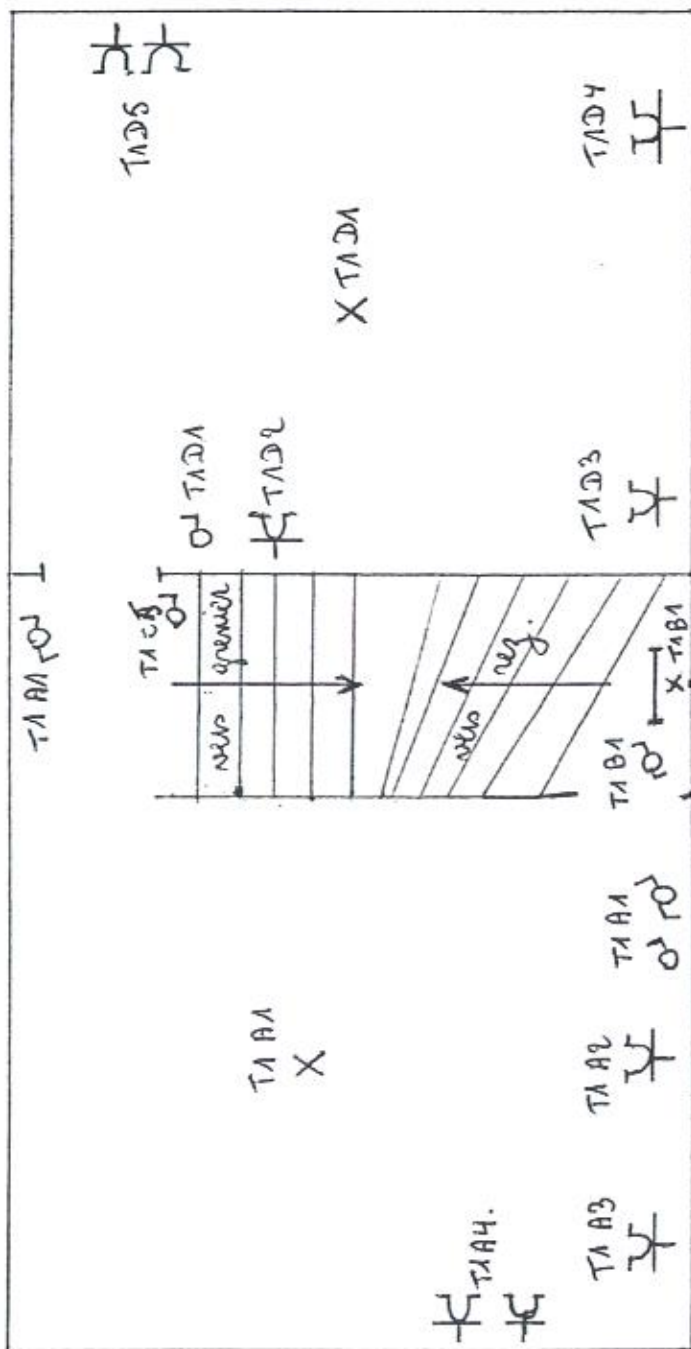 T1A1
T1D5
T1D1
T1D1
T1D2
T1D4
T1D3
vers grenier
vers rez.
T1B1
T1B1
T1A1
T1A1
T1A2
T1A3
T1A4.